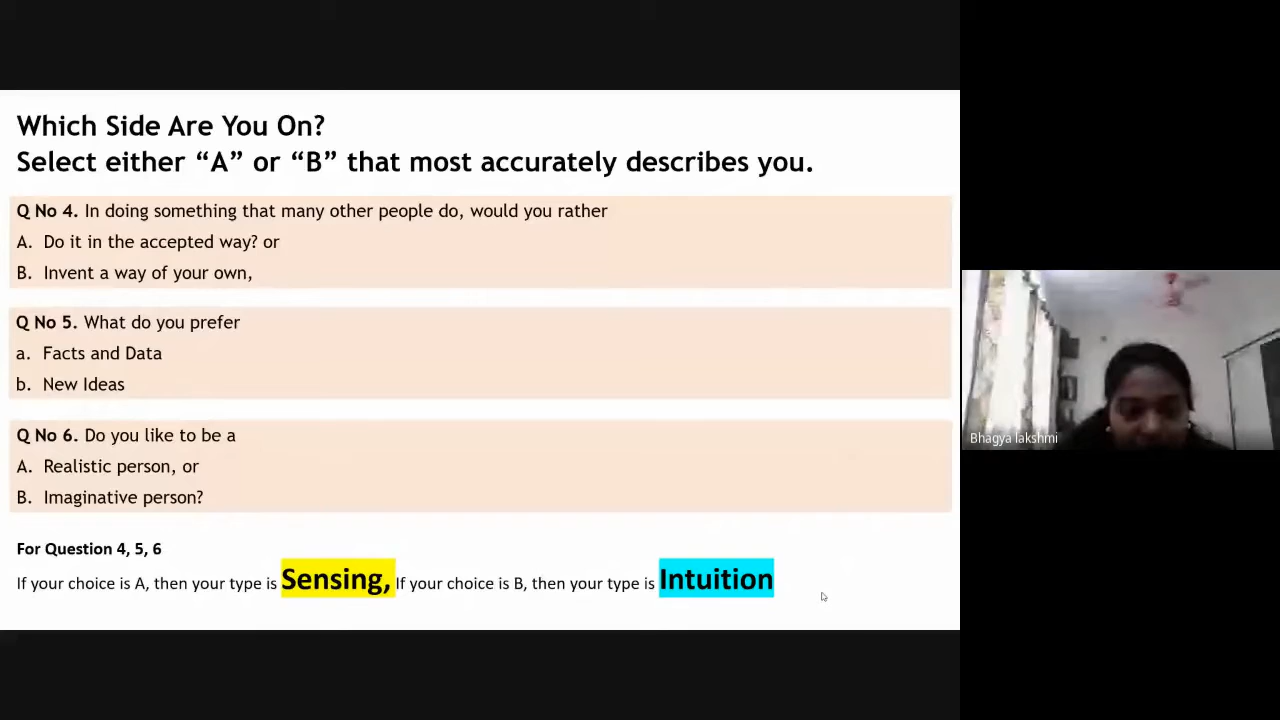 Which Side Are You On?
Select either “A” or “B” that most accurately describes you.
Q No 4. In doing something that many other people do, would you rather
A. Do it in the accepted way? or
B. Invent a way of your own,
Q No 5. What do you prefer
a. Facts and Data
b. New Ideas
Q No 6. Do you like to be a
A. Realistic person, or
B. Imaginative person?
For Question 4, 5, 6
If your choice is A, then your type is Sensing, If your choice is B, then your type is Intuition
Bhagya lakshmi